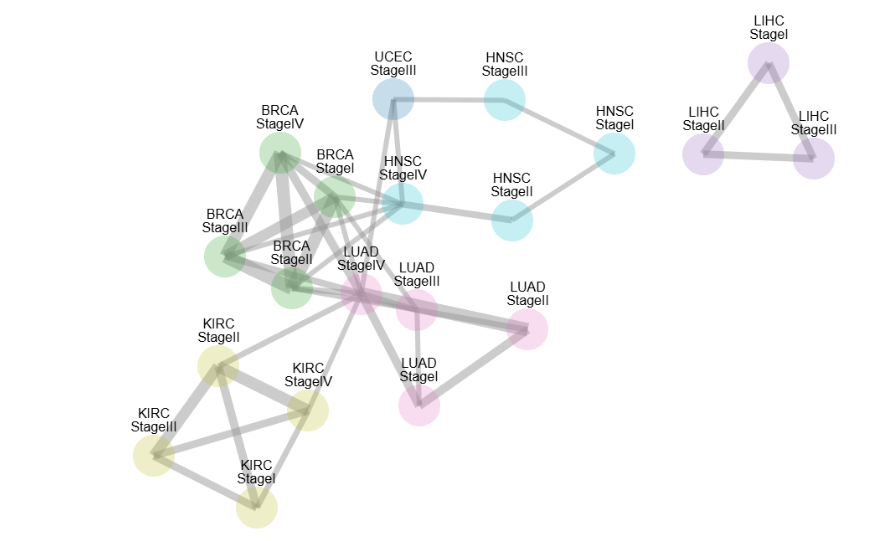 LIHC
StageI
UCEC
StageIII
HNSC
StageIII
BRCA
StageIV
HNSC
StageI
LIHC
StageII
LIHC
StageIII
BRCA
StageI
HNSC
StageIV
HNSC
StageII
BRCA
StageIII
BRCA
StageII
LUAD
StageIV
LUAD
StageIII
LUAD
StageII
KIRC
StageII
KIRC
StageIV
LUAD
StageI
KIRC
StageIII
KIRC
StageI